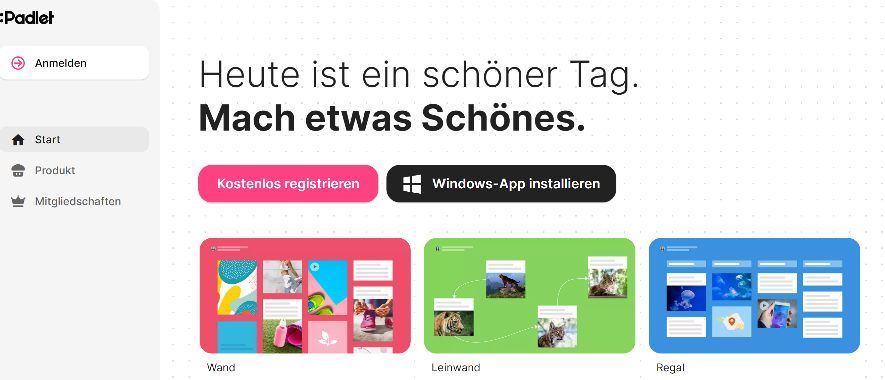 :Padlet
Anmelden
Start
Produkt
Mitgliedschaften
Heute ist ein schöner Tag.
Mach etwas Schönes.
Kostenlos registrieren
Windows-App installieren
Wand
Leinwand
Regal